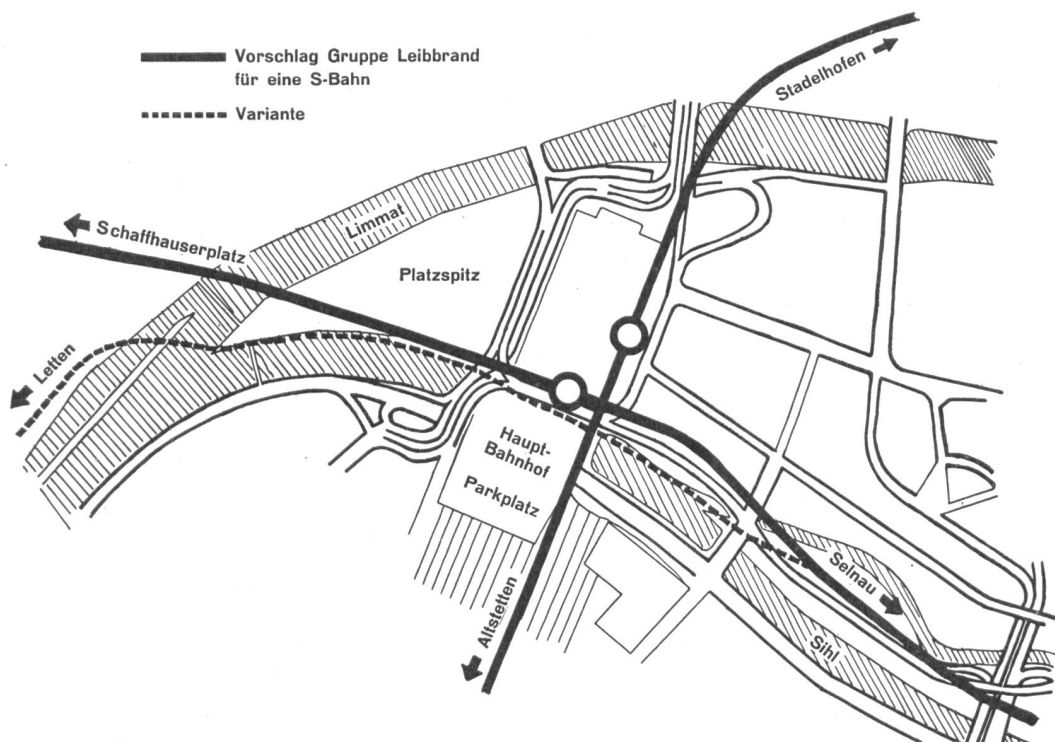 Vorschlag Gruppe Leibbrand
für eine S-Bahn
Variante
Stadelhofen
Schaffhauserplatz
Limmat
Platzspitz
Letten
Haupt-
Bahnhof
Parkplatz
Altstetten
Selnau
Sihl